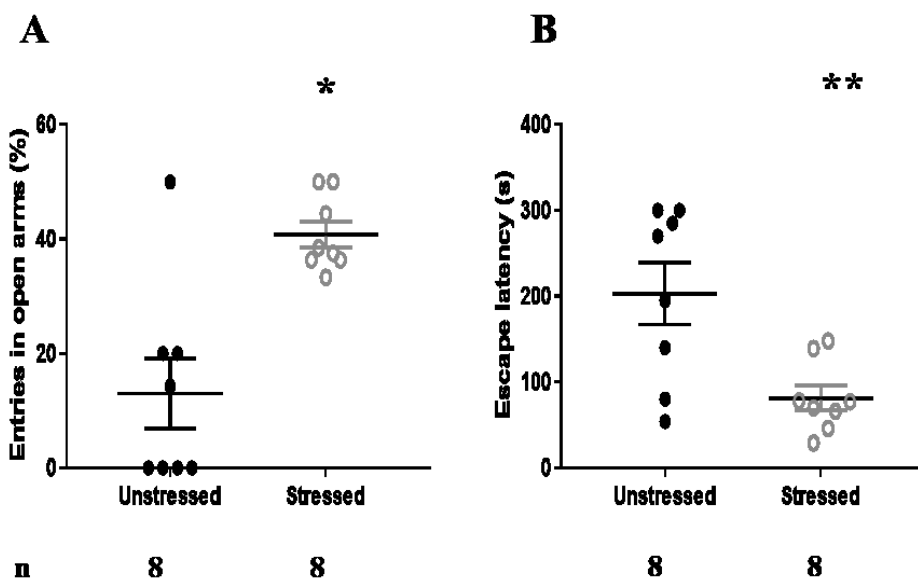 A
*
Entries in open arms (%)
60
40
20
0
Unstressed Stressed
n 8 8
B
**
Escape latency (s)
400
300
200
100
0
Unstressed Stressed
8 8